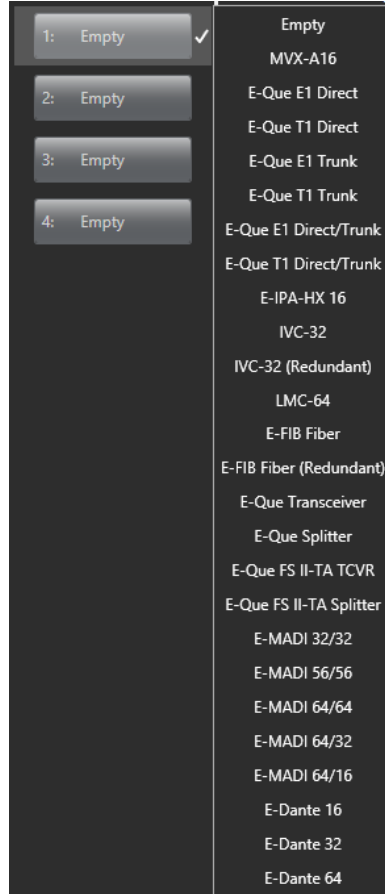 1: Empty
2: Empty
3: Empty
4: Empty
Empty
MVX-A16
E-Que E1 Direct
E-Que T1 Direct
E-Que E1 Trunk
E-Que T1 Trunk
E-Que E1 Direct/Trunk
E-Que T1 Direct/Trunk
E-IPA-HX 16
IVC-32
IVC-32 (Redundant)
LMC-64
E-FIB Fiber
E-FIB Fiber (Redundant)
E-Que Transceiver
E-Que Splitter
E-Que FS II-TA TCVR
E-Que FS II-TA Splitter
E-MADI 32/32
E-MADI 56/56
E-MADI 64/64
E-MADI 64/32
E-MADI 64/16
E-Dante 16
E-Dante 32
E-Dante 64